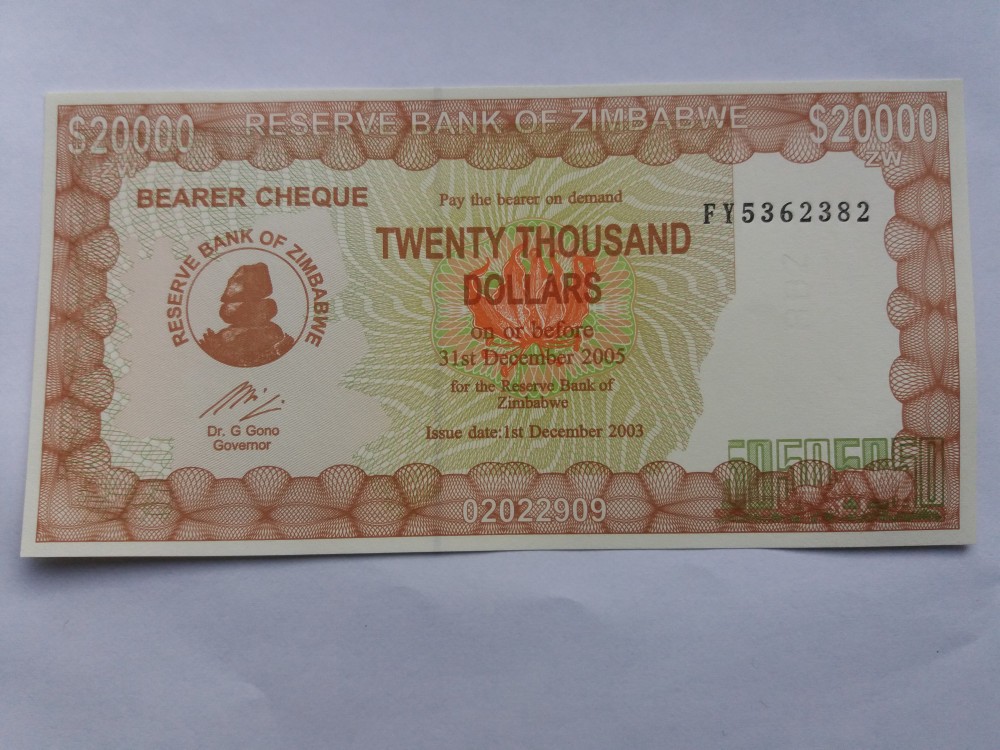 $20000 RESERVE BANK OF ZIMBABWE $20000
ZW ZW
BEARER CHEQUE
Pay the bearer on demand
FY5362382
TWENTY THOUSAND
DOLLARS
RESERVE BANK OF ZIMBABWE
on or before
31st December 2005
for the Reserve Bank of
Zimbabwe
Dr. G Gono
Governor
Issue date:1st December 2003
02022909